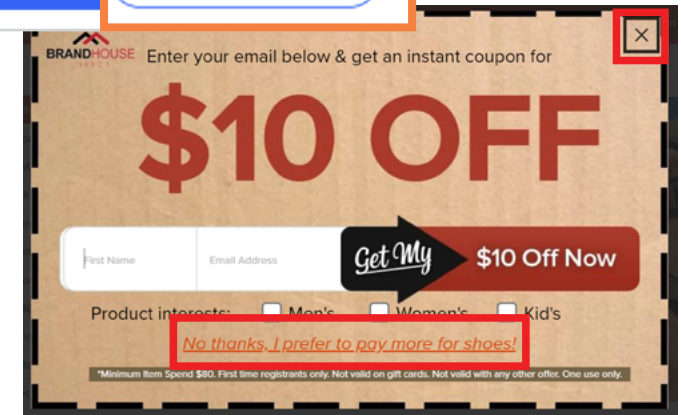 BRANDHOUSE
DIRECT
Enter your email below & get an instant coupon for
$10 OFF
First Name
Email Address
Get My
$10 Off Now
Product interests:
Men's
Women's
Kid's
No thanks, I prefer to pay more for shoes!
*Minimum Item Spend $80. First time registrants only. Not valid on gift cards. Not valid with any other offer. One use only.